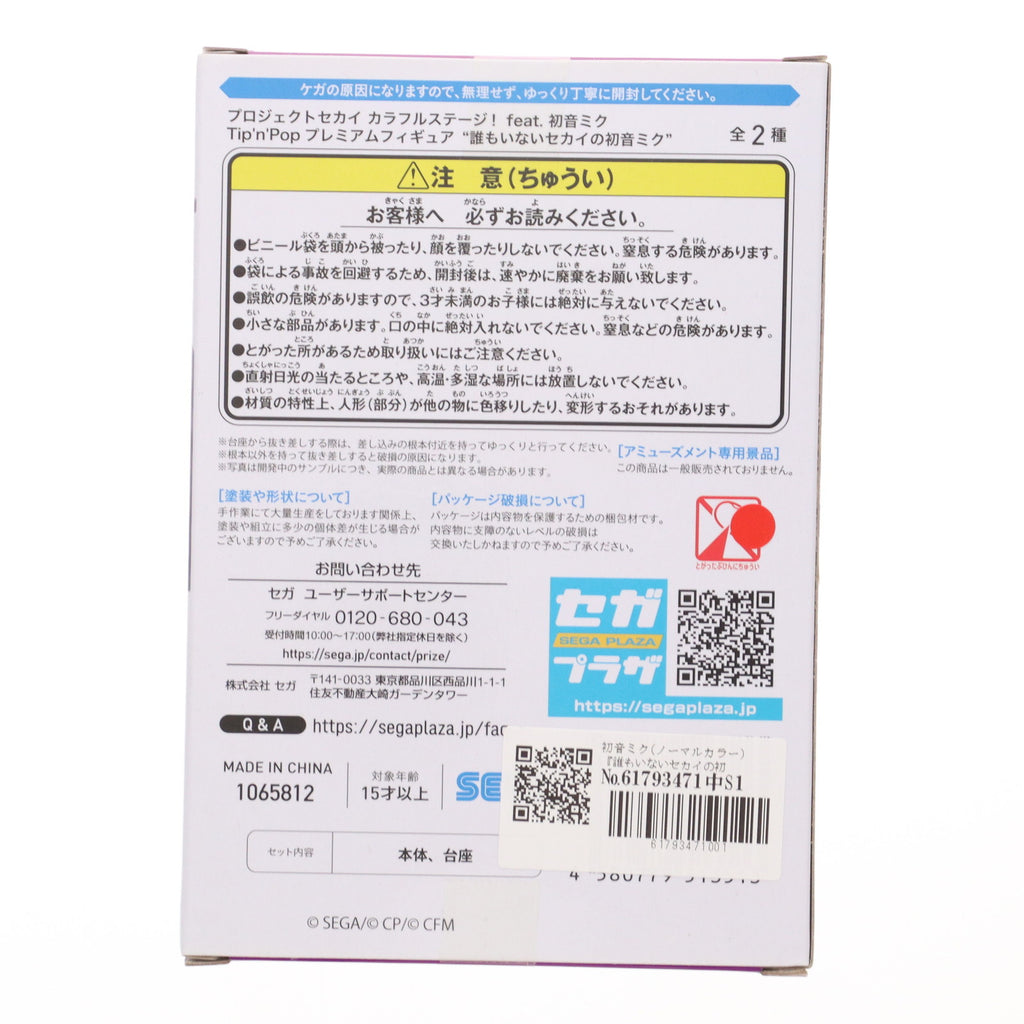 ケガの原因になりますので、無理せず、ゆっくり丁寧に開封してください。
プロジェクトセカイ カラフルステージ！ feat. 初音ミク
Tip'n'Pop プレミアムフィギュア “誰もいないセカイの初音ミク”
全2種
注 意（ちゅうい）
お客様へ 必ずお読みください。
●ビニール袋を頭から被ったり、顔を覆ったりしないでください。窒息する危険があります。
●袋による事故を回避するため、開封後は、速やかに廃棄をお願い致します。
●誤飲の危険がありますので、3才未満のお子様には絶対に与えないでください。
●小さな部品があります。口の中に絶対入れないでください。窒息などの危険があります。
●とがった所があるため取り扱いにはご注意ください。
●直射日光の当たるところや、高温・多湿な場所には放置しないでください。
●材質の特性上、人形（部分）が他の物に色移りしたり、変形するおそれがあります。
※台座から抜き差しする際は、差し込みの根本付近を持ってゆっくりと行ってください。
※根本以外を持って抜き差しすると破損の原因になります。
※写真は開発中のサンプルにつき、実際の商品とは異なる場合があります。
［アミューズメント専用景品］
この商品は一般販売されておりません。
［塗装や形状について］
手作業にて大量生産をしております関係上、
塗装や組立に多少の個体差が生じる場合が
ございますので予めご了承ください。
［パッケージ破損について］
パッケージは内容物を保護するための梱包材です。
内容物に支障のないレベルの破損は
交換いたしかねますので予めご了承ください。
とがったぶひんにちゅうい
お問い合わせ先
セガ ユーザーサポートセンター
フリーダイヤル 0120-680-043
受付時間10:00～17:00（弊社指定休日を除く）
https://sega.jp/contact/prize/
株式会社 セガ
〒141-0033 東京都品川区西品川1-1-1
住友不動産大崎ガーデンタワー
セガ
SEGA PLAZA
プラザ
https://segaplaza.jp
Q & A https://segaplaza.jp/faq
MADE IN CHINA
1065812
対象年齢
15才以上
初音ミク(ノーマルカラー)
『誰もいないセカイの初
No.61793471中S1
61793471001
セット内容
本体、台座
© SEGA/© CP/© CFM